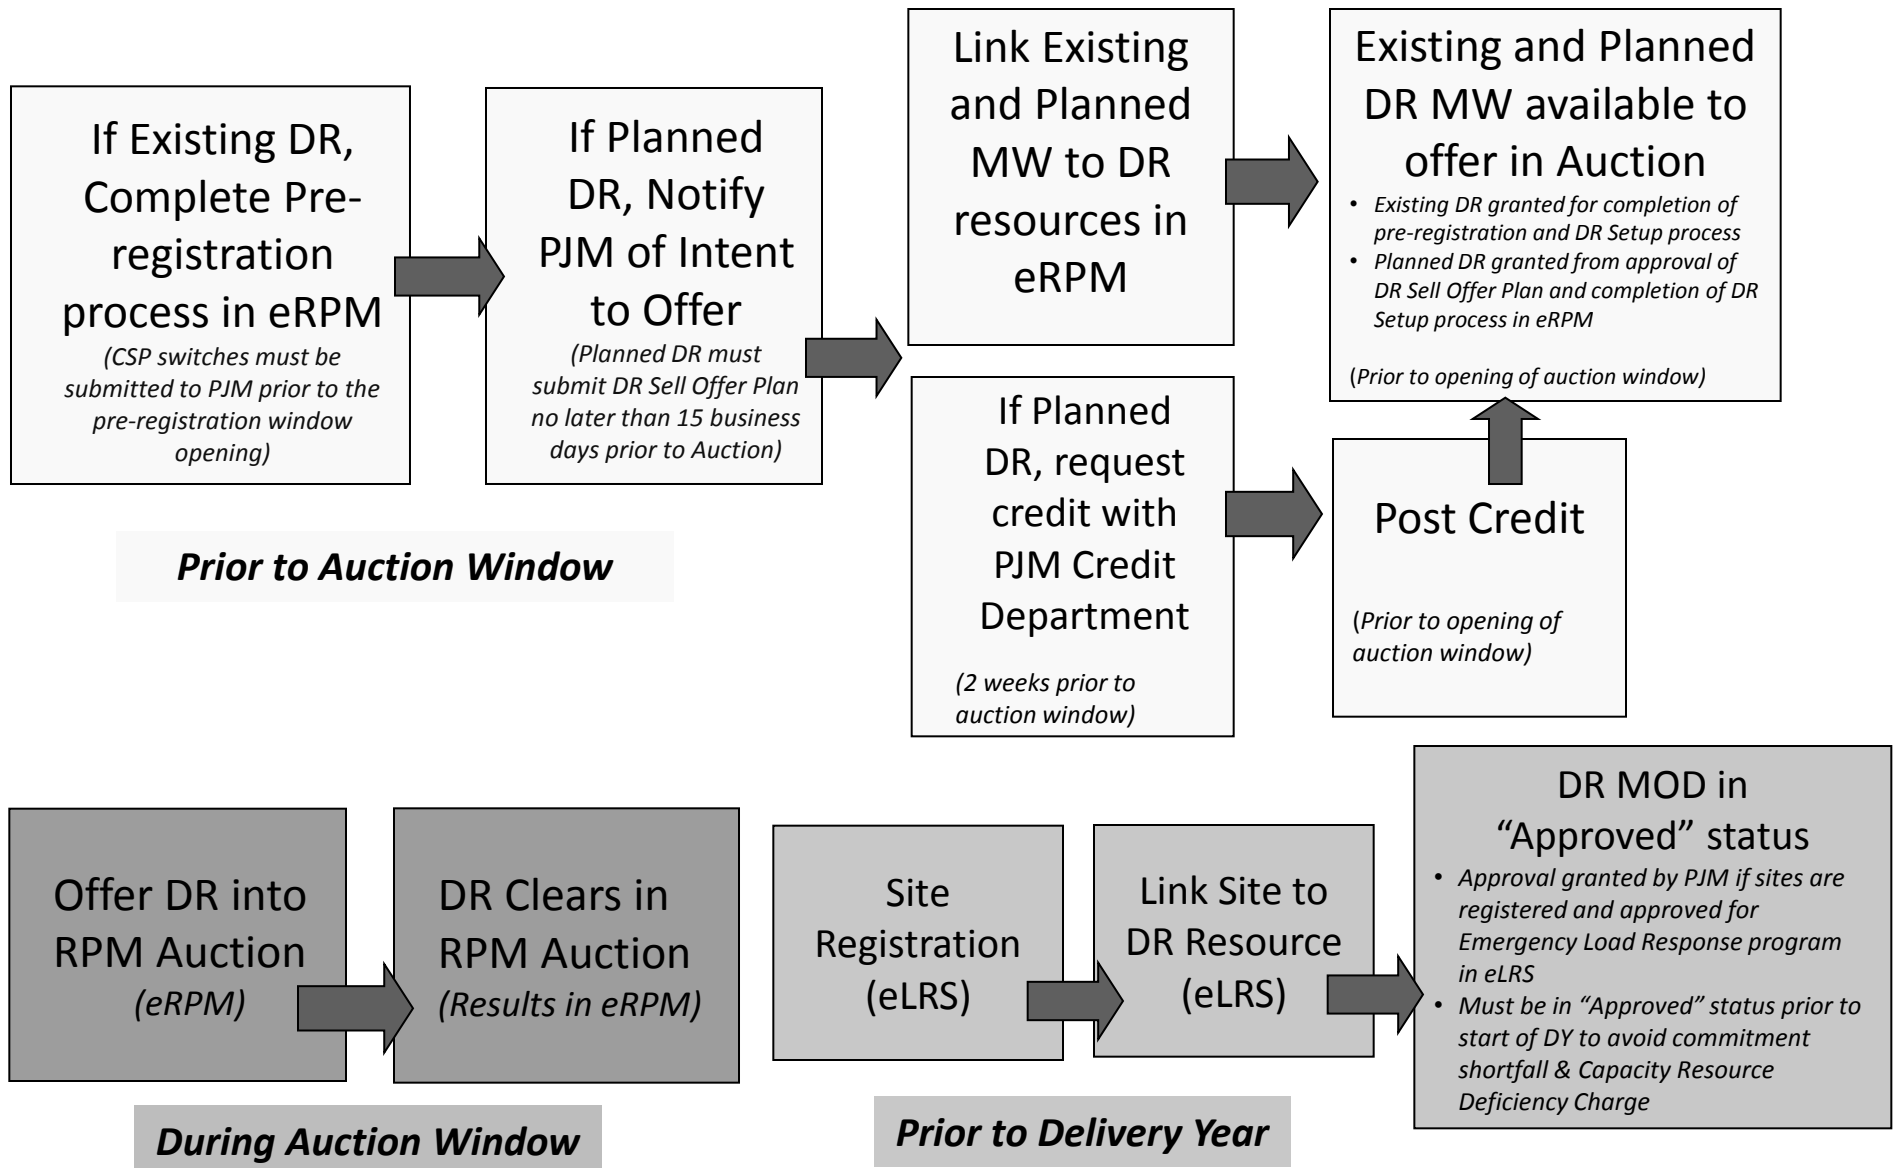 If Existing DR,
Complete Pre-
registration
process in eRPM
(CSP switches must be
submitted to PJM prior to the
pre-registration window
opening)
If Planned
DR, Notify
PJM of Intent
to Offer
(Planned DR must
submit DR Sell Offer Plan
no later than 15 business
days prior to Auction)
Link Existing
and Planned
MW to DR
resources in
eRPM
Existing and Planned
DR MW available to
offer in Auction
• Existing DR granted for completion of
pre-registration and DR Setup process
• Planned DR granted from approval of
DR Sell Offer Plan and completion of DR
Setup process in eRPM
(Prior to opening of auction window)
If Planned
DR, request
credit with
PJM Credit
Department
(2 weeks prior to
auction window)
Post Credit
(Prior to opening of
auction window)
Prior to Auction Window
Offer DR into
RPM Auction
(eRPM)
DR Clears in
RPM Auction
(Results in eRPM)
During Auction Window
Site
Registration
(eLRS)
Link Site to
DR Resource
(eLRS)
DR MOD in
“Approved” status
• Approval granted by PJM if sites are
registered and approved for
Emergency Load Response program
in eLRS
• Must be in “Approved” status prior to
start of DY to avoid commitment
shortfall & Capacity Resource
Deficiency Charge
Prior to Delivery Year